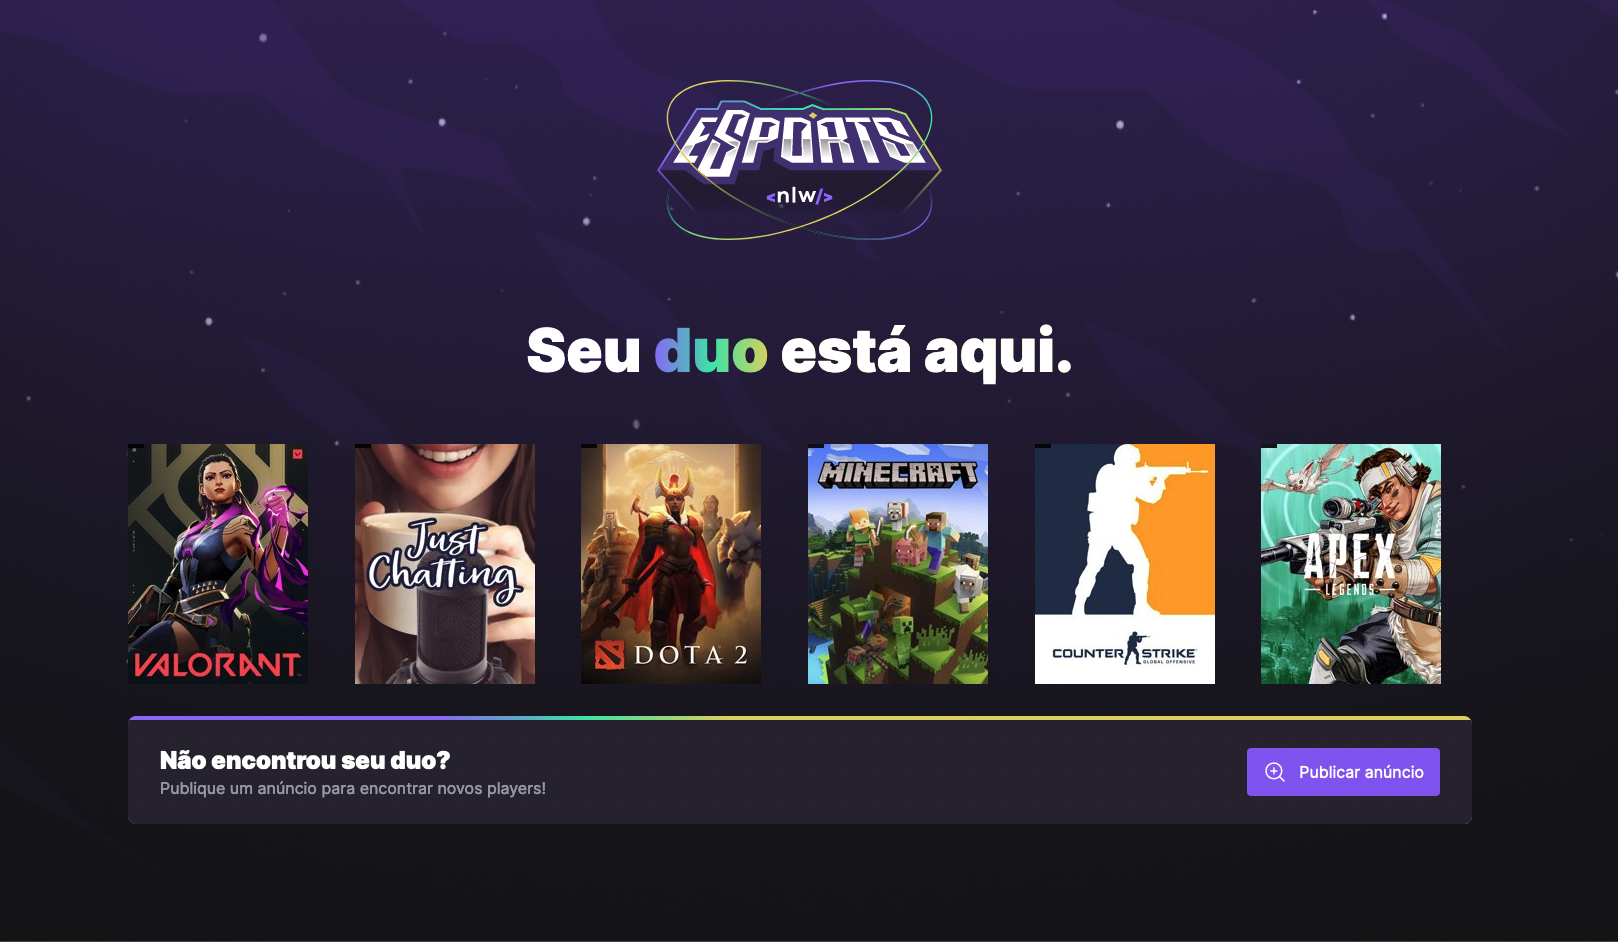 ESPORTS
<nlw/>
Seu duo está aqui.
VALORANT
Just
Chatting
DOTA 2
MINECRAFT
COUNTER STRIKE
GLOBAL OFFENSIVE
APEX
LEGENDS
Não encontrou seu duo?
Publique um anúncio para encontrar novos players!
Publicar anúncio